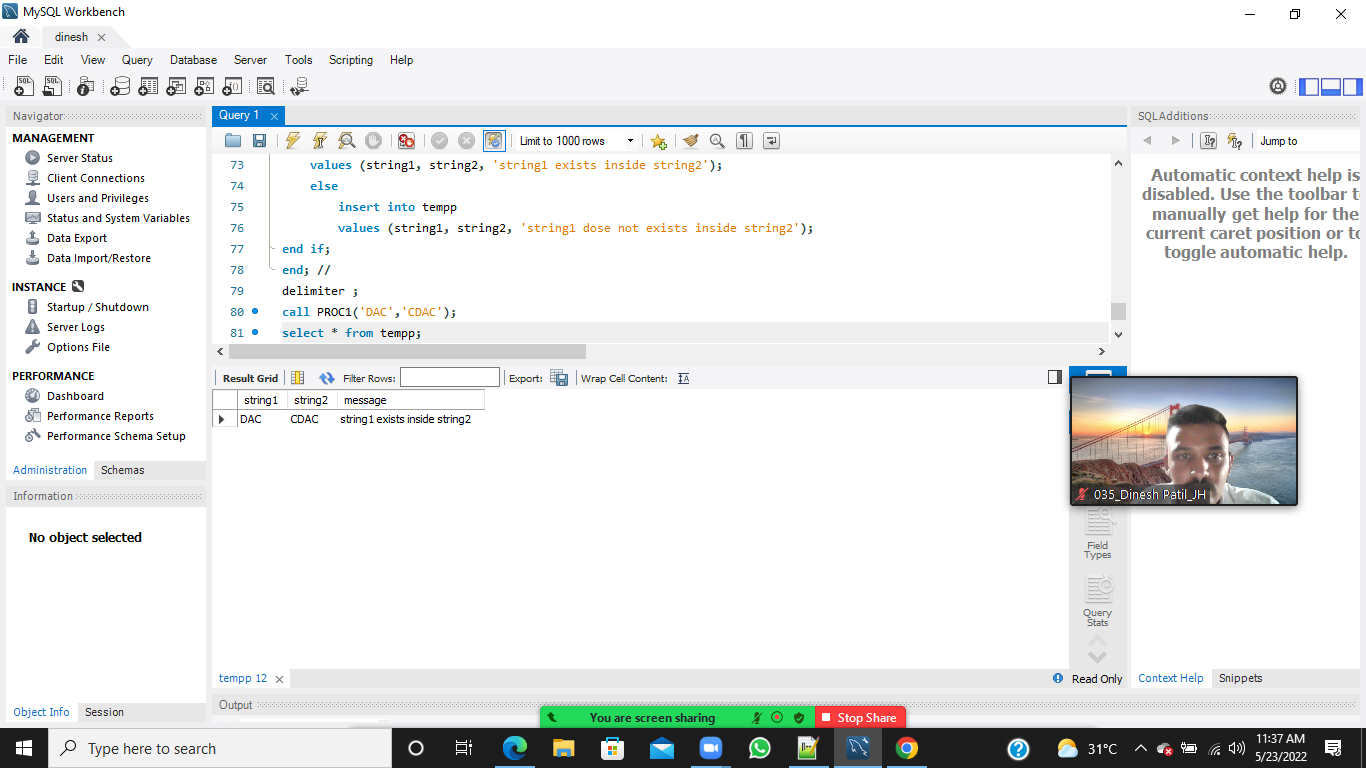 MySQL Workbench
dinesh
File Edit View Query Database Server Tools Scripting Help
Navigator
MANAGEMENT
Server Status
Client Connections
Users and Privileges
Status and System Variables
Data Export
Data Import/Restore
INSTANCE
Startup / Shutdown
Server Logs
Options File
PERFORMANCE
Dashboard
Performance Reports
Performance Schema Setup
Administration Schemas
Information
No object selected
Object Info Session
Query 1
Limit to 1000 rows
73 values (string1, string2, 'string1 exists inside string2');
74 else
75 insert into tempp
76 values (string1, string2, 'string1 dose not exists inside string2');
77 end if;
78 end; //
79 delimiter ;
80 call PROC1('DAC','CDAC');
81 select * from tempp;
Result Grid Filter Rows: Export: Wrap Cell Content:
string1 string2 message
DAC CDAC string1 exists inside string2
035_Dinesh Patil_JH
Field
Types
Query
Stats
tempp 12 Read Only
Output
SQLAdditions
Jump to
Automatic context help is
disabled. Use the toolbar t
manually get help for the
current caret position or to
toggle automatic help.
Context Help Snippets
You are screen sharing Stop Share
Type here to search
31°C
11:37 AM
5/23/2022